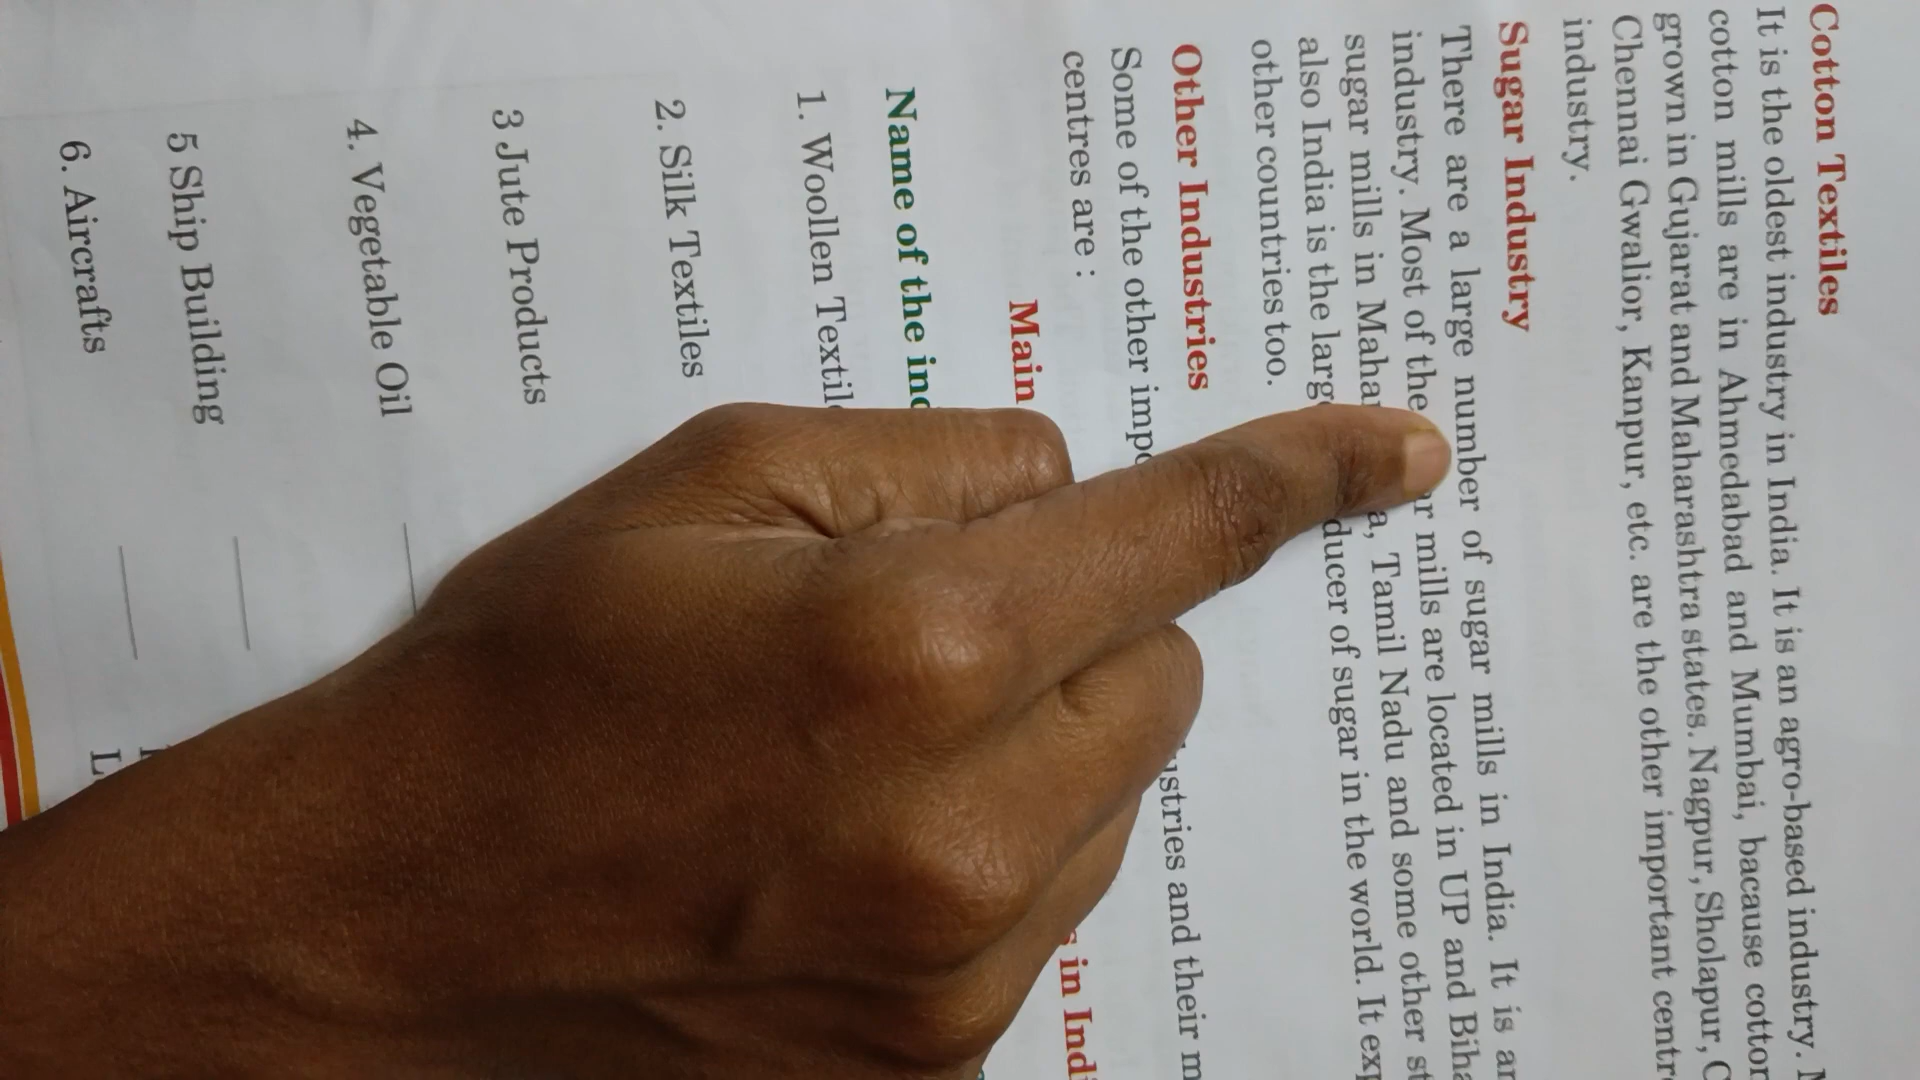 Cotton Textiles
It is the oldest industry in India. It is an agro-based industry.
cotton mills are in Ahmedabad and Mumbai, bacause
grown in Gujarat and Maharashtra states. Nagpur, Sholapur,
Chennai Gwalior, Kanpur, etc. are the other important
industry.
Sugar Industry
There are a large number of sugar mills in India. It is
industry. Most of the mills are located in UP and
sugar mills in Tamil Nadu and some other
also India is the of sugar in the world. It
other countries too.
Other Industries
Some of the other and their
centres are :
Main in
Name of the
1. Woollen
2. Silk Textiles
3 Jute Products
4. Vegetable Oil
5 Ship Building
6. Aircrafts